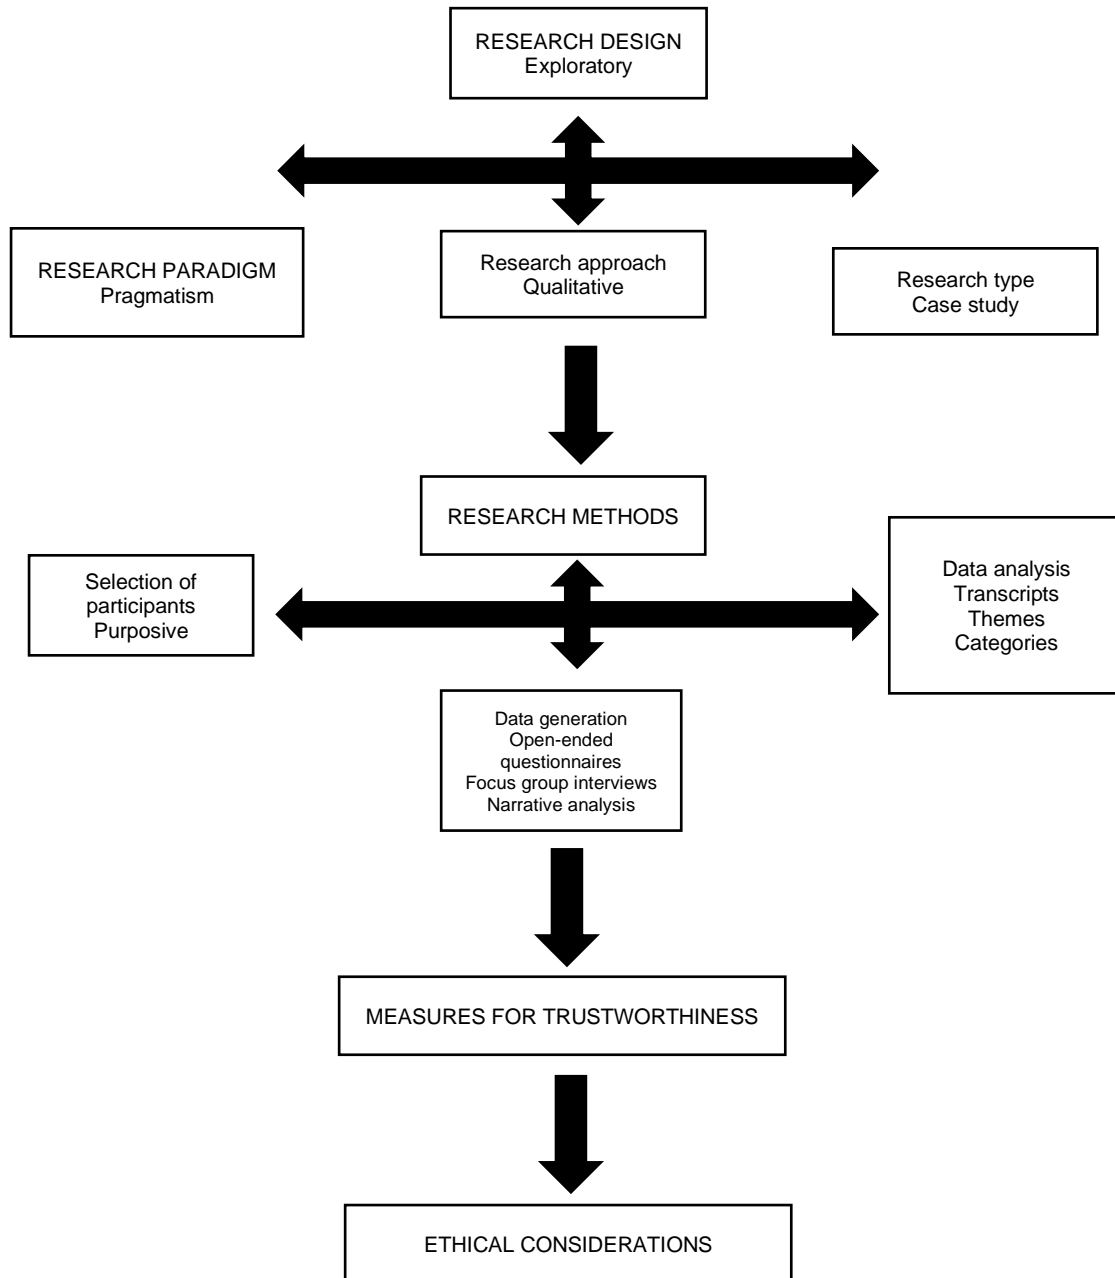 RESEARCH DESIGN
Exploratory
RESEARCH PARADIGM
Pragmatism
Research approach
Qualitative
Research type
Case study
RESEARCH METHODS
Selection of
participants
Purposive
Data analysis
Transcripts
Themes
Categories
Data generation
Open-ended
questionnaires
Focus group interviews
Narrative analysis
MEASURES FOR TRUSTWORTHINESS
ETHICAL CONSIDERATIONS